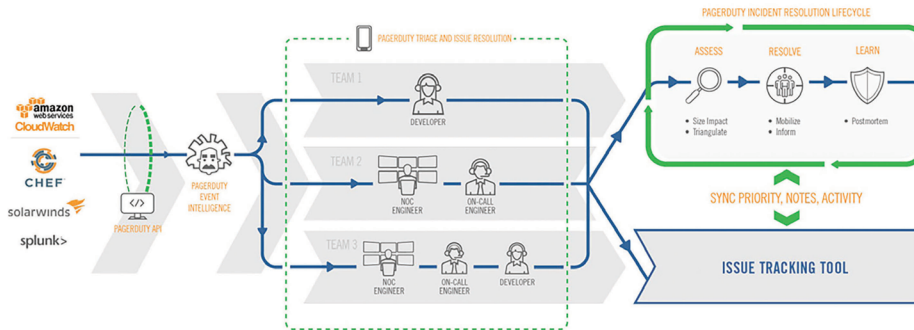 PAGERDUTY INCIDENT RESOLUTION LIFECYCLE
PAGERDUTY TRIAGE AND ISSUE RESOLUTION
ASSESS
RESOLVE
LEARN
TEAM 1
DEVELOPER
• Size Impact
• Triangulate
• Mobilize
• Inform
• Postmortem
amazon
webservices
CloudWatch
CHEF
solarwinds
splunk>
PAGERDUTY API
PAGERDUTY
EVENT
INTELLIGENCE
TEAM 2
NOC
ENGINEER
ON-CALL
ENGINEER
TEAM 3
NOC
ENGINEER
ON-CALL
ENGINEER
DEVELOPER
SYNC PRIORITY, NOTES, ACTIVITY
ISSUE TRACKING TOOL